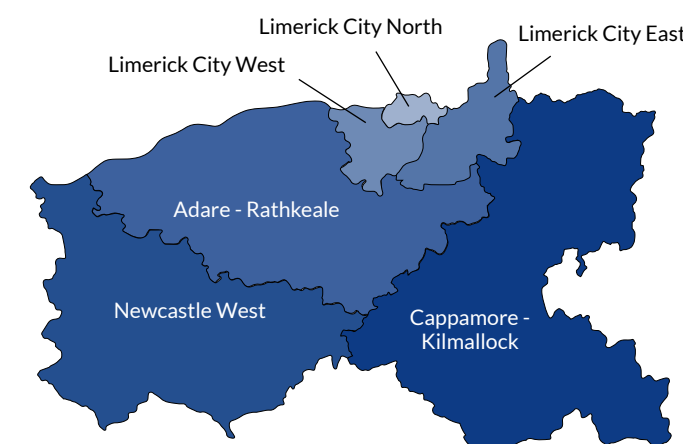 Limerick City North
Limerick City East
Limerick City West
Adare - Rathkeale
Newcastle West
Cappamore -
Kilmallock